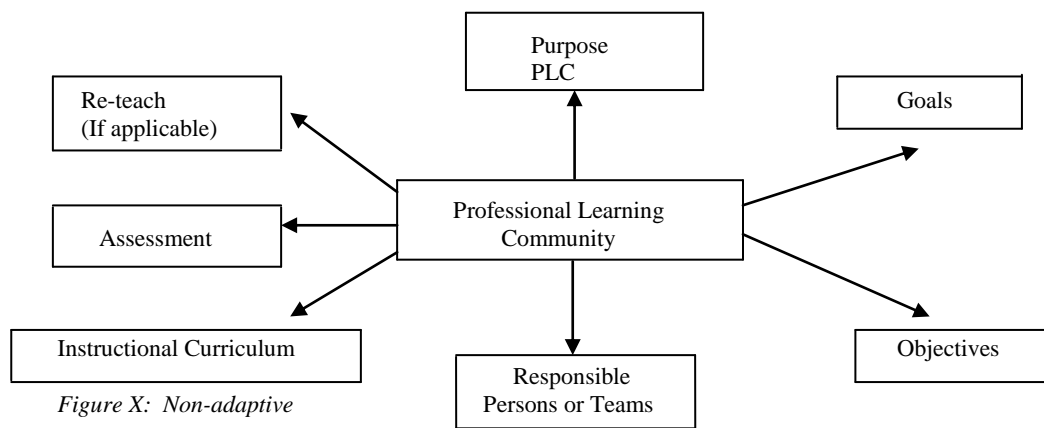 Purpose
PLC
Re-teach
(If applicable)
Goals
Professional Learning
Community
Assessment
Instructional Curriculum
Objectives
Responsible
Persons or Teams
Figure X: Non-adaptive